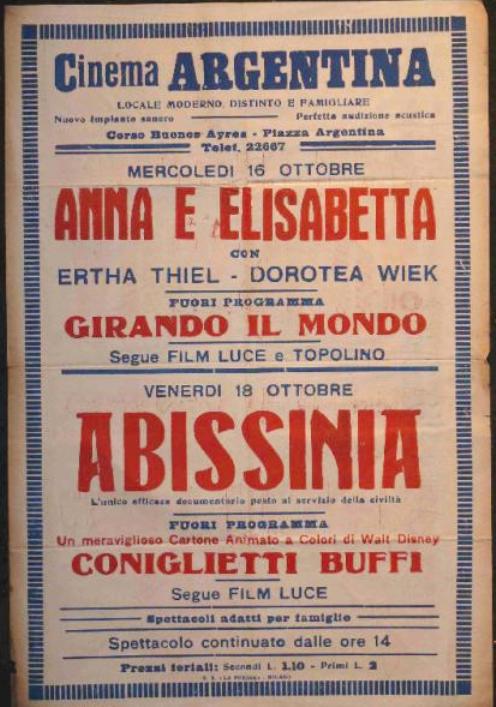 Cinema ARGENTINA
LOCALE MODERNO, DISTINTO E FAMIGLIARE
Nuovo Impianto sonoro
Perfetta audizione acustica
Corso Buenos Ayres - Piazza Argentina
Telef. 22667
MERCOLEDI 16 OTTOBRE
ANNA E ELISABETTA
CON
ERTHA THIEL - DOROTEA WIEK
FUORI PROGRAMMA
GIRANDO IL MONDO
Segue FILM LUCE e TOPOLINO
VENERDI 18 OTTOBRE
ABISSINIA
L'unico efficace documentario posto al servizio della civiltà
FUORI PROGRAMMA
Un meraviglioso Cartone Animato a Colori di Walt Disney
CONIGLIETTI BUFFI
Segue FILM LUCE
Spettacoli adatti per famiglie
Spettacolo continuato dalle ore 14
Prezzi feriali: Secondi L. 1.10 - Primi L. 2
MILANO